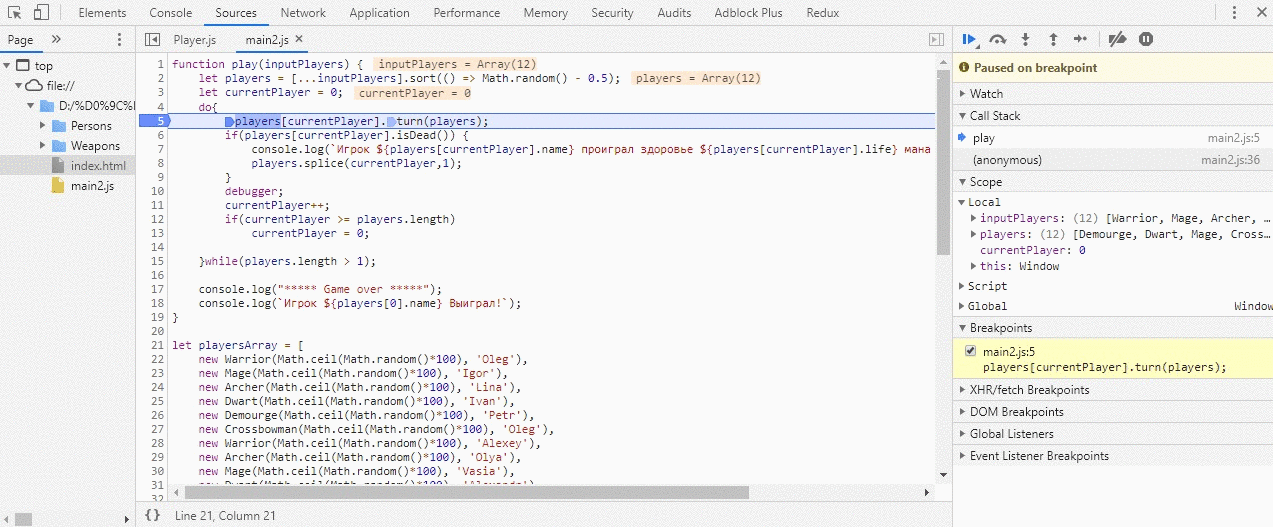 Elements Console Sources Network Application Performance Memory Security Audits Adblock Plus Redux
Page
top
file://
D:/%D0%9C%
Persons
Weapons
index.html
main2.js
Player.js main2.js
1 function play(inputPlayers) { inputPlayers = Array(12)
2 let players = [...inputPlayers].sort(() => Math.random() - 0.5); players = Array(12)
3 let currentPlayer = 0; currentPlayer = 0
4 do{
5 players[currentPlayer].turn(players);
6 if(players[currentPlayer].isDead()) {
7 console.log(`Игрок ${players[currentPlayer].name} проиграл здоровье ${players[currentPlayer].life} мана
8 players.splice(currentPlayer,1);
9 }
10 debugger;
11 currentPlayer++;
12 if(currentPlayer >= players.length)
13 currentPlayer = 0;
14
15 }while(players.length > 1);
16
17 console.log("***** Game over *****");
18 console.log(`Игрок ${players[0].name} Выиграл!`);
19 }
20
21 let playersArray = [
22 new Warrior(Math.ceil(Math.random()*100), 'Oleg'),
23 new Mage(Math.ceil(Math.random()*100), 'Igor'),
24 new Archer(Math.ceil(Math.random()*100), 'Lina'),
25 new Dwart(Math.ceil(Math.random()*100), 'Ivan'),
26 new Demourge(Math.ceil(Math.random()*100), 'Petr'),
27 new Crossbowman(Math.ceil(Math.random()*100), 'Oleg'),
28 new Warrior(Math.ceil(Math.random()*100), 'Alexey'),
29 new Archer(Math.ceil(Math.random()*100), 'Olya'),
30 new Mage(Math.ceil(Math.random()*100), 'Vasia'),
31 new Dwart(Math.ceil(Math.random()*100),
32
{} Line 21, Column 21
Paused on breakpoint
Watch
Call Stack
play main2.js:5
(anonymous) main2.js:36
Scope
Local
inputPlayers: (12) [Warrior, Mage, Archer, …
players: (12) [Demourge, Dwart, Mage, Cross…
currentPlayer: 0
this: Window
Script
Global Window
Breakpoints
main2.js:5
players[currentPlayer].turn(players);
XHR/fetch Breakpoints
DOM Breakpoints
Global Listeners
Event Listener Breakpoints